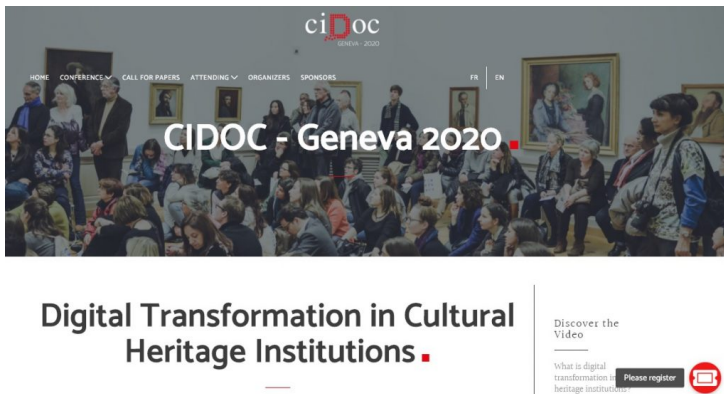 ciDoc
GENEVA - 2020
HOME CONFERENCE CALL FOR PAPERS ATTENDING ORGANIZERS SPONSORS FR EN
CIDOC - Geneva 2020
Digital Transformation in Cultural
Heritage Institutions
Discover the
Video
What is digital
transformation in
heritage institutions?
Please register